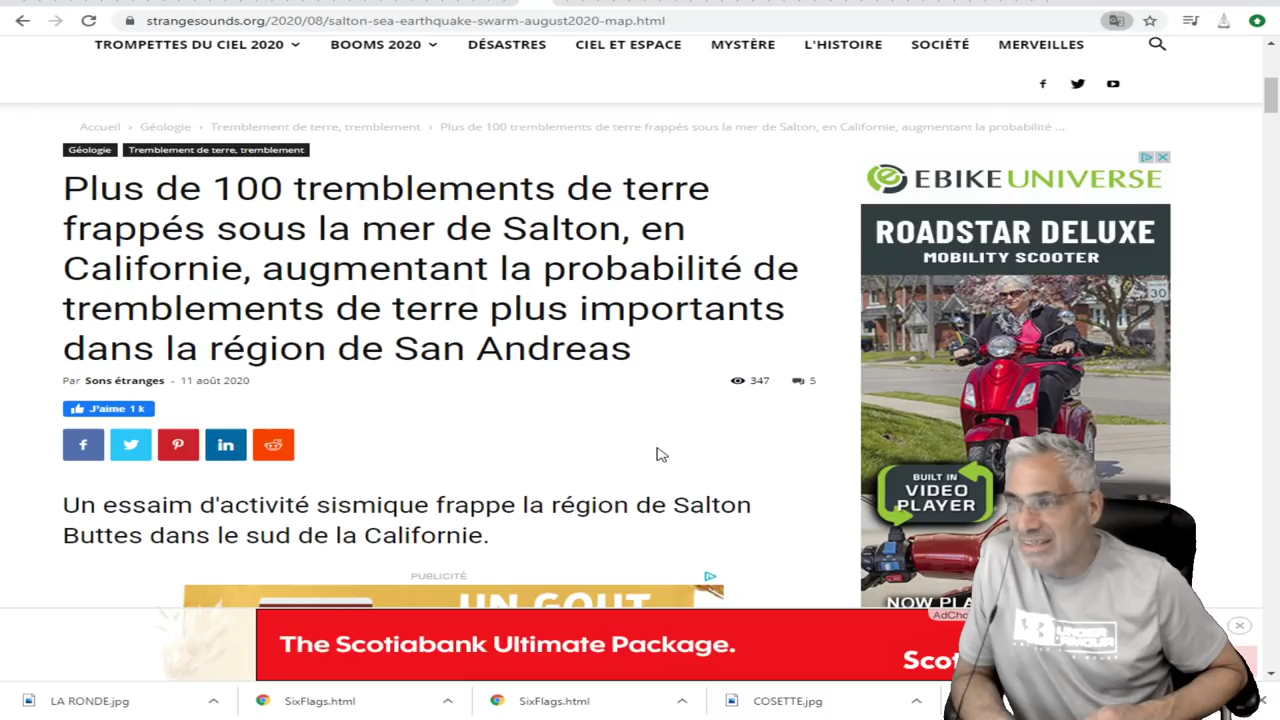 strangesounds.org/2020/08/salton-sea-earthquake-swarm-august2020-map.html
TROMPETTES DU CIEL 2020
BOOMS 2020
DÉSASTRES
CIEL ET ESPACE
MYSTÈRE
L'HISTOIRE
SOCIÉTÉ
MERVEILLES
Accueil › Géologie › Tremblement de terre, tremblement › Plus de 100 tremblements de terre frappés sous la mer de Salton, en Californie, augmentant la probabilité ...
Géologie
Tremblement de terre, tremblement
Plus de 100 tremblements de terre
frappés sous la mer de Salton, en
Californie, augmentant la probabilité de
tremblements de terre plus importants
dans la région de San Andreas
Par Sons étranges - 11 août 2020
347
5
J'aime 1 k
Un essaim d'activité sismique frappe la région de Salton
Buttes dans le sud de la Californie.
PUBLICITÉ
UN GOUT
EBIKE UNIVERSE
ROADSTAR DELUXE
MOBILITY SCOOTER
30
BUILT IN
VIDEO
PLAYER
NOW PLA
AdCho
The Scotiabank Ultimate Package.
Scot
UNDER
ARMOUR
LA RONDE.jpg
SixFlags.html
SixFlags.html
COSETTE.jpg